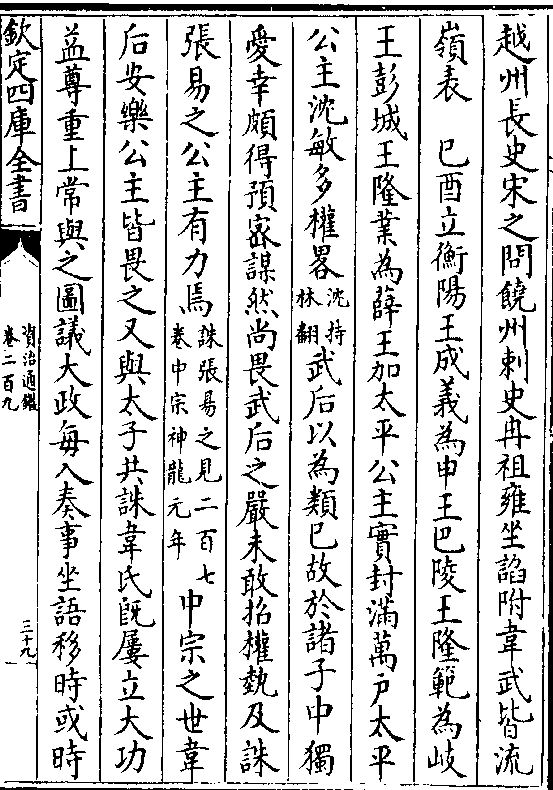 越州長史宋之問饒州刺史冉祖雍坐諂附韋武皆流
嶺表　巳酉立衡陽王成義為申王巴陵王隆範為岐
王彭城王隆業為薛王加太平公主實封滿萬戶太平
公主沈敏多權畧沈持林翻武后以為類已故於諸子中獨
愛幸頗得預密謀然尚畏武后之嚴未敢招權埶及誅
張易之公主有力焉誅張易之見二百七卷中宗神龍元年中宗之世韋
后安樂公主皆畏之又與太子共誅韋氏旣屢立大功
益尊重上常與之圖議大政每入奏事坐語移時或時
欽定四庫全書
資治通鑑
卷二百九
三十九